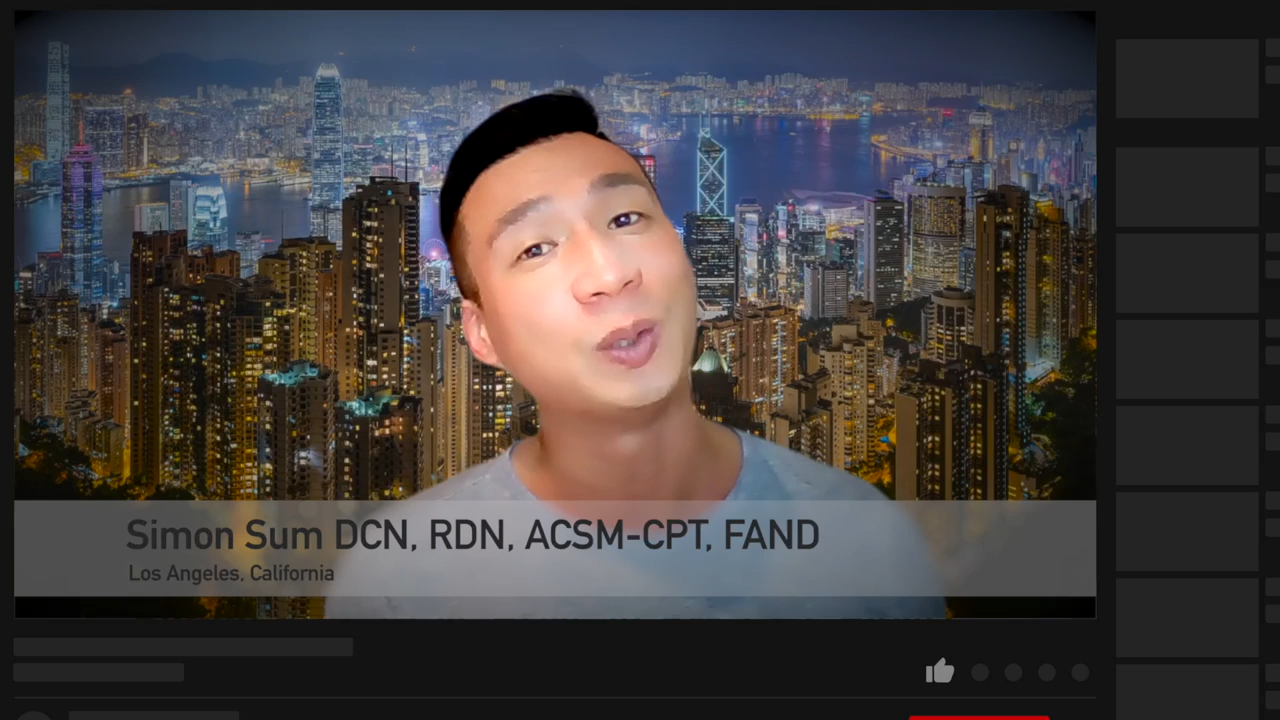 Simon Sum DCN, RDN, ACSM-CPT, FAND
Los Angeles, California